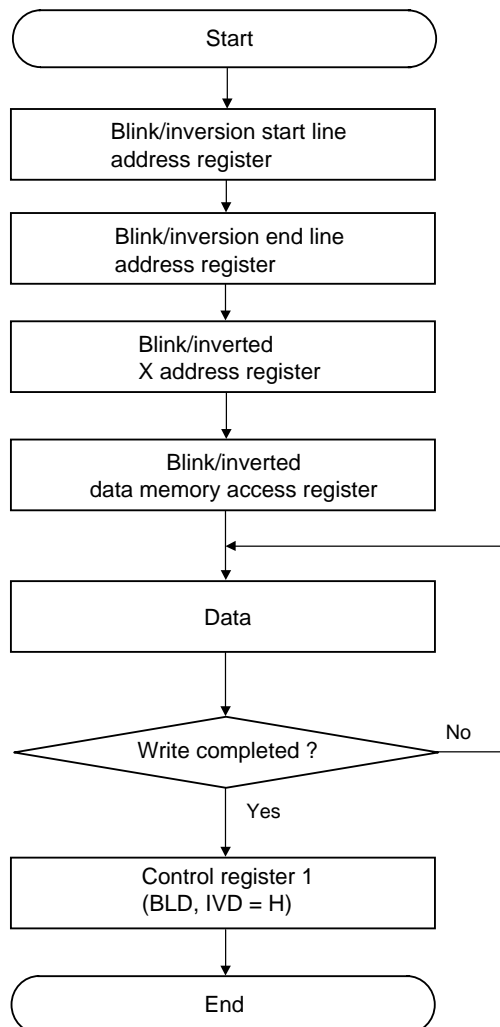 Start
Blink/inversion start line
address register
Blink/inversion end line
address register
Blink/inverted
X address register
Blink/inverted
data memory access register
Data
Write completed ?
No
Yes
Control register 1
(BLD, IVD = H)
End